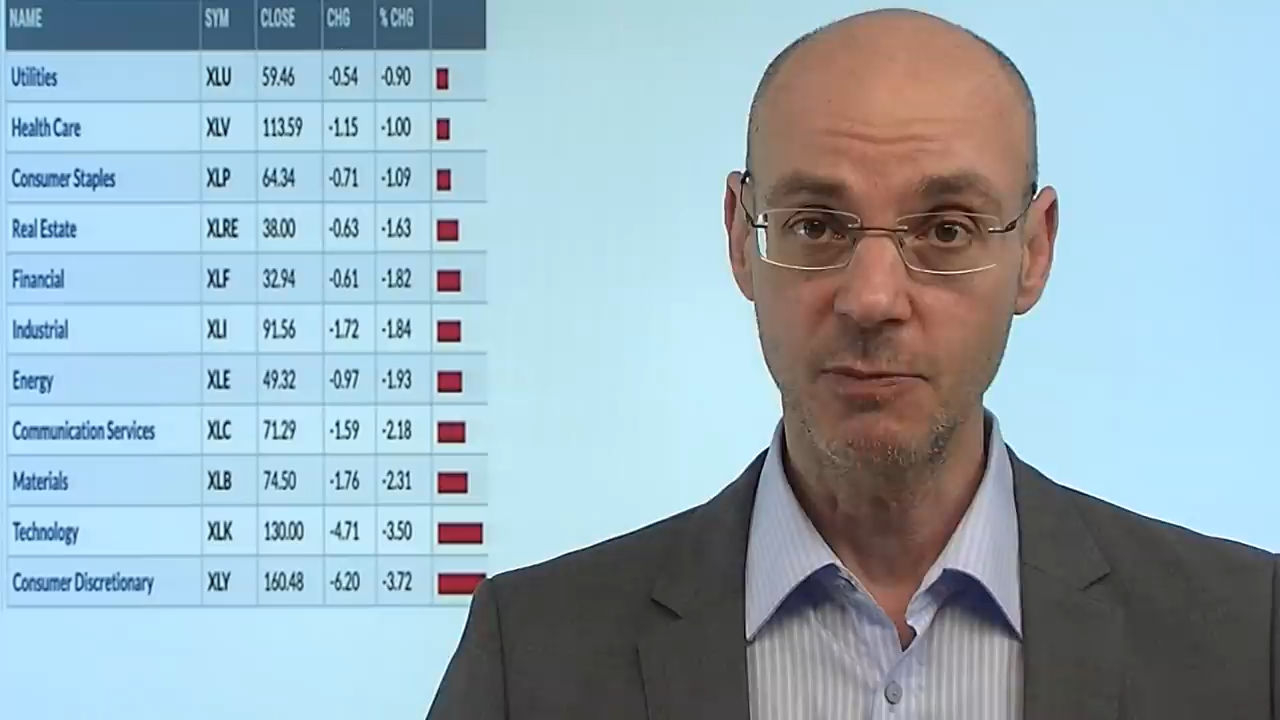 NAME SYM CLOSE CHG % CHG
Utilities XLU 59.46 -0.54 -0.90
Health Care XLV 113.59 -1.15 -1.00
Consumer Staples XLP 64.34 -0.71 -1.09
Real Estate XLRE 38.00 -0.63 -1.63
Financial XLF 32.94 -0.61 -1.82
Industrial XLI 91.56 -1.72 -1.84
Energy XLE 49.32 -0.97 -1.93
Communication Services XLC 71.29 -1.59 -2.18
Materials XLB 74.50 -1.76 -2.31
Technology XLK 130.00 -4.71 -3.50
Consumer Discretionary XLY 160.48 -6.20 -3.72